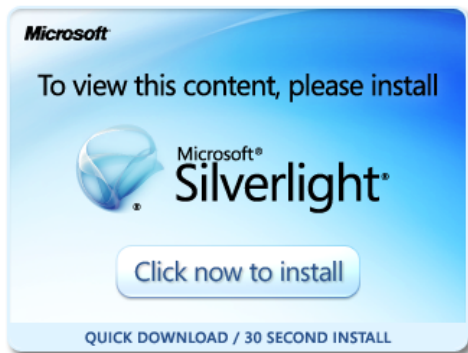 Microsoft
To view this content, please install
Microsoft®
Silverlight®
®
Click now to install
QUICK DOWNLOAD / 30 SECOND INSTALL